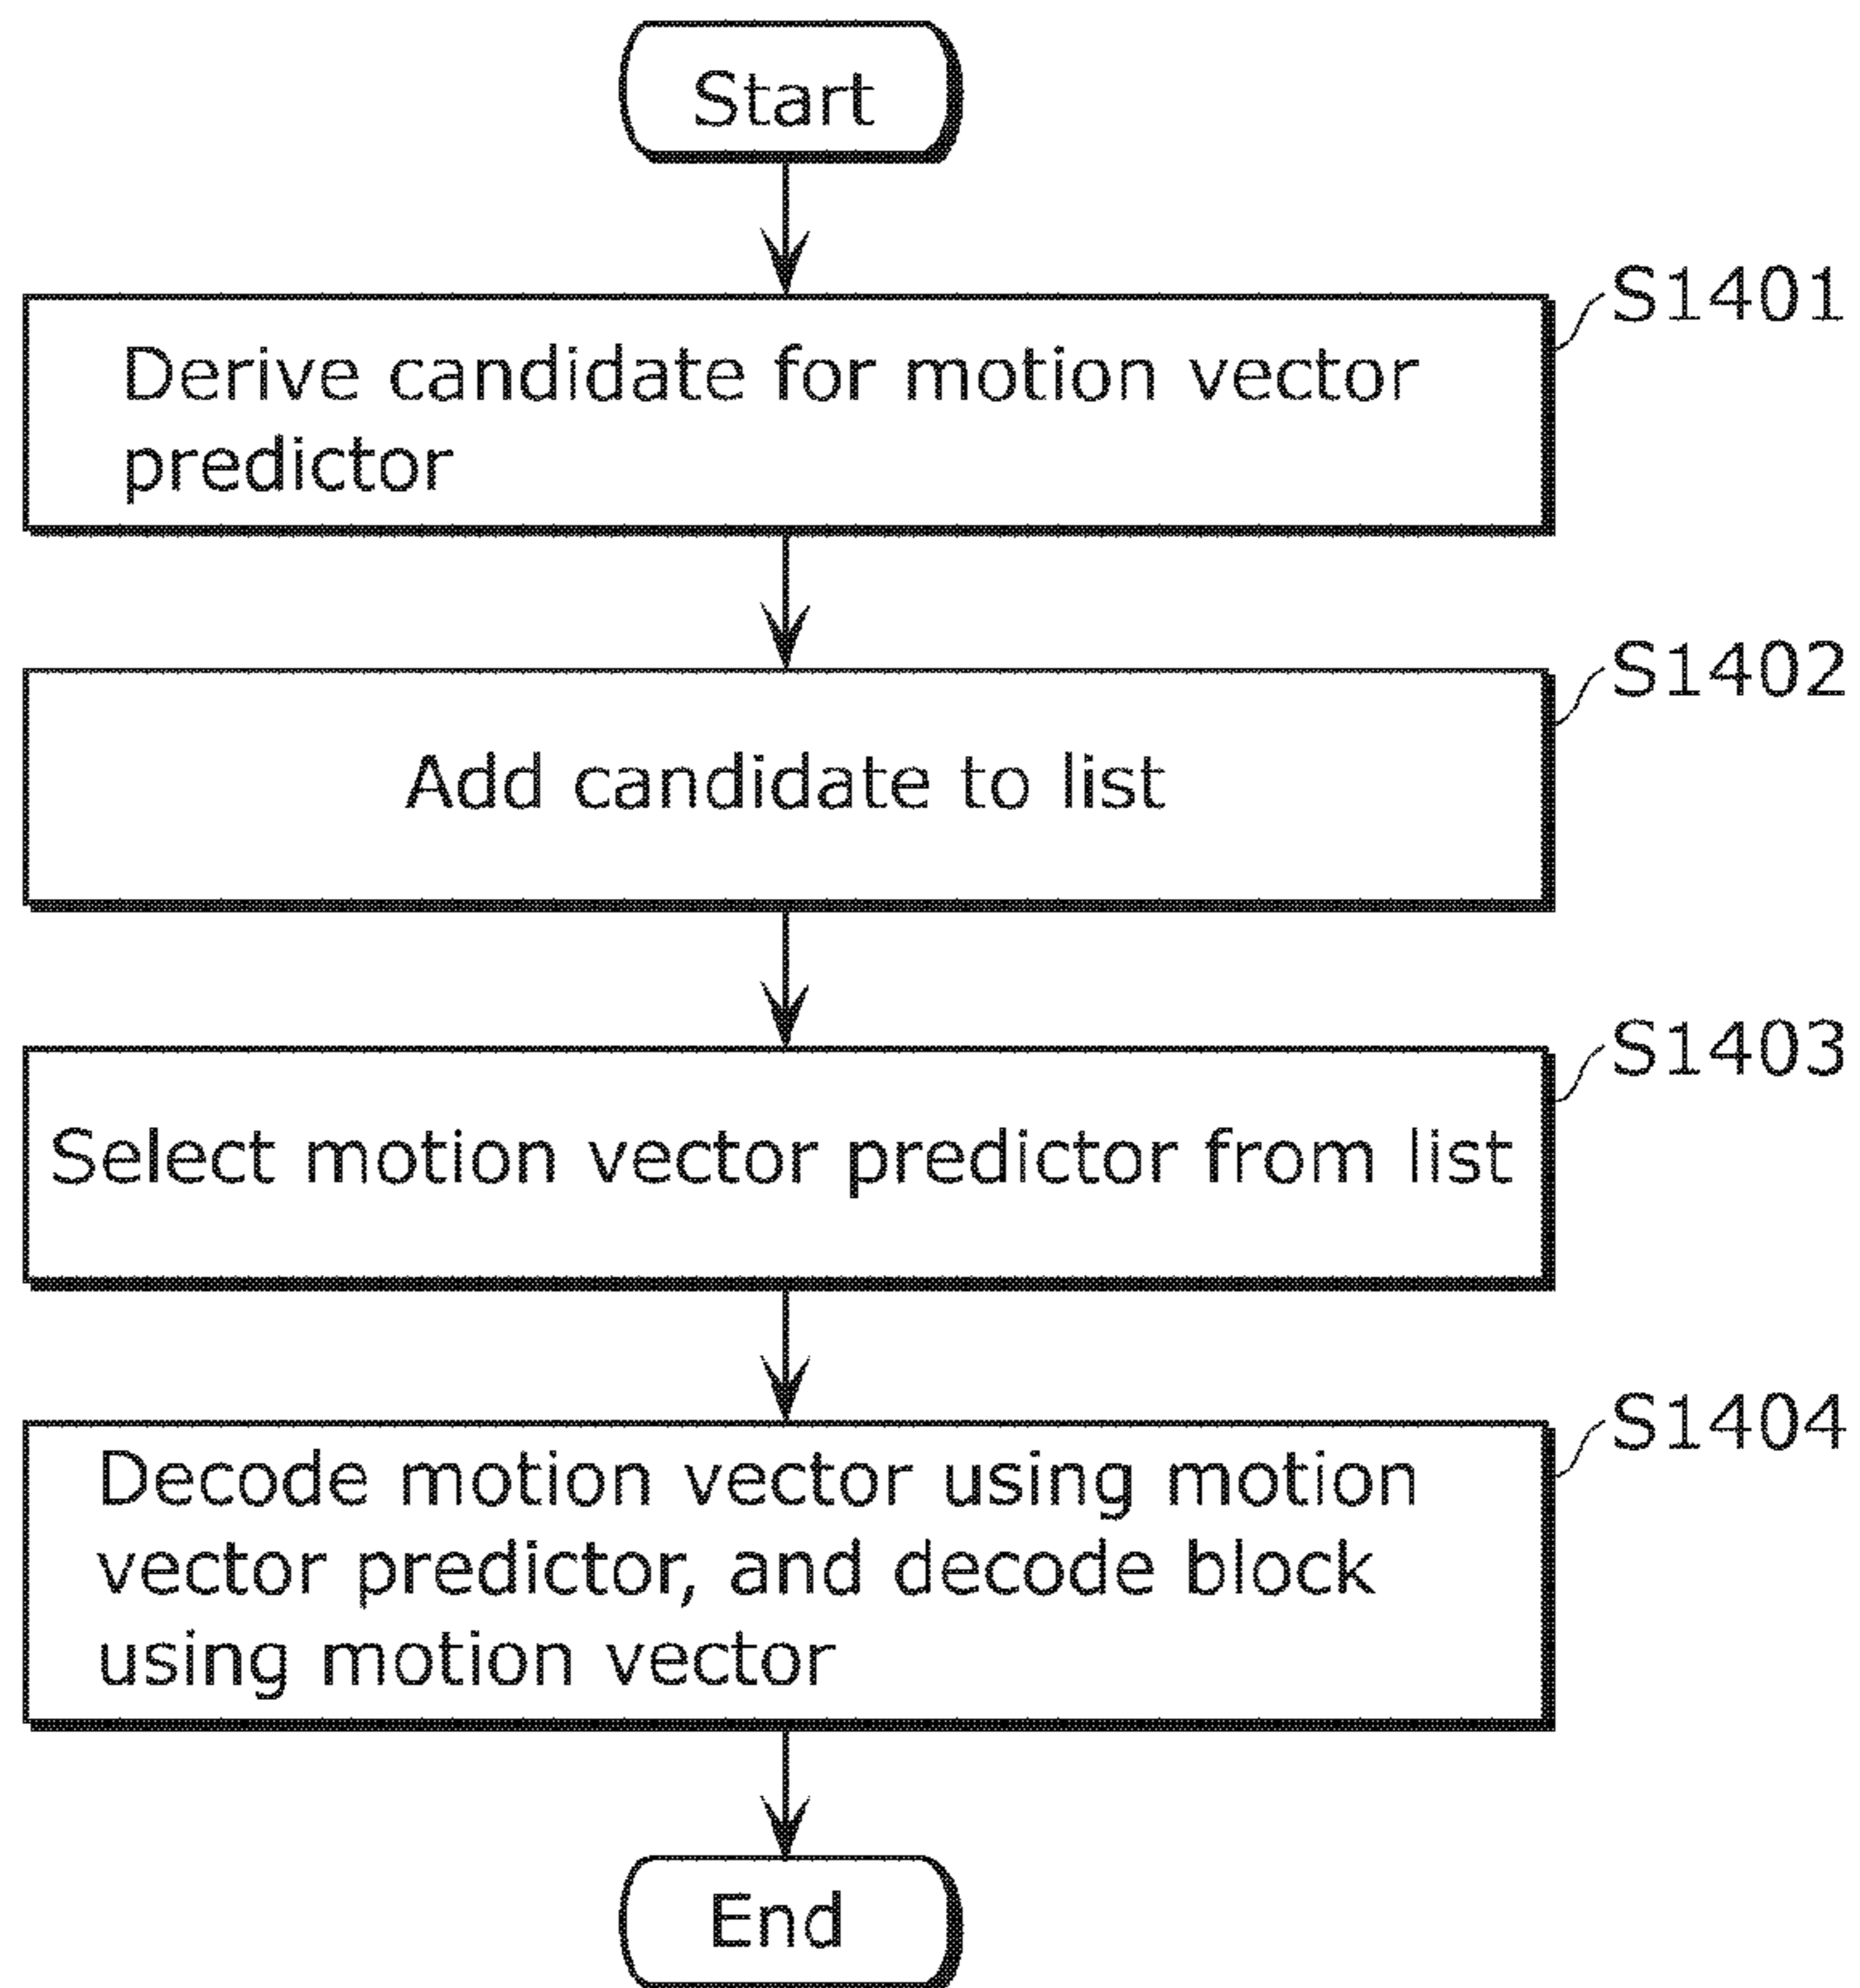 Start
S1401
Derive candidate for motion vector
predictor
S1402
Add candidate to list
S1403
Select motion vector predictor from list
S1404
Decode motion vector using motion
vector predictor, and decode block
using motion vector
End